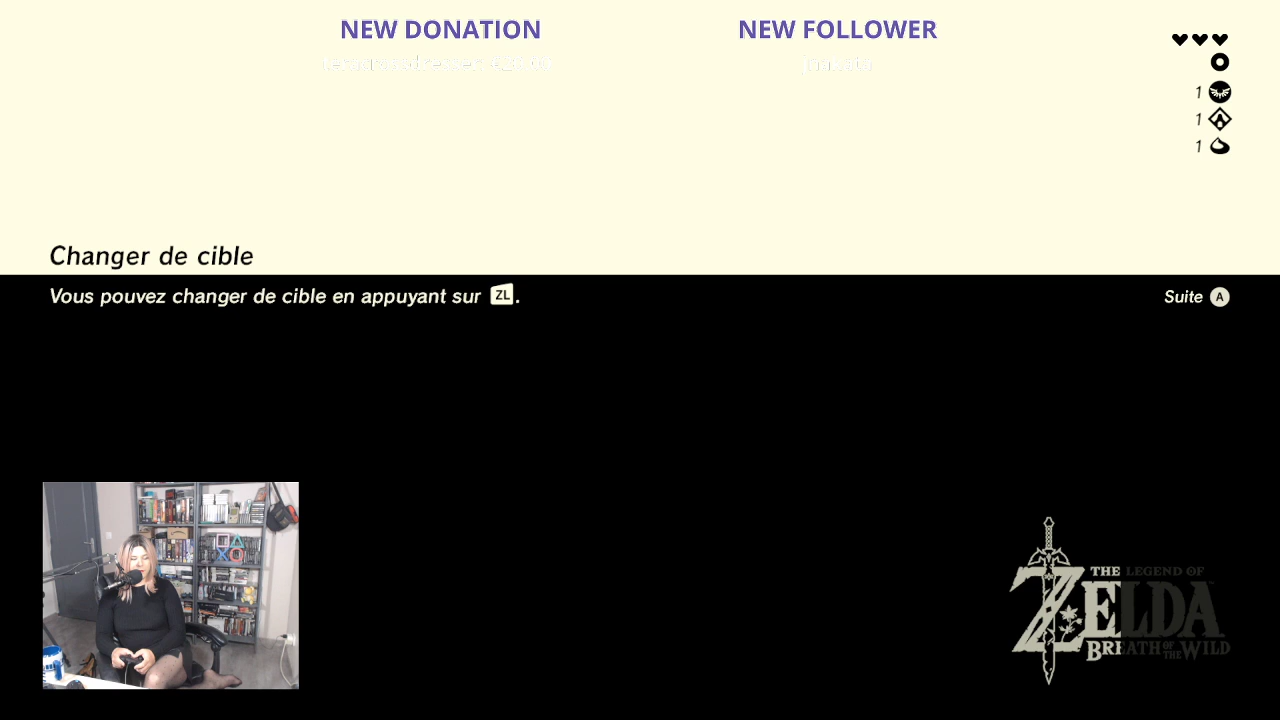 NEW DONATION
NEW FOLLOWER
1
1
1
Changer de cible
Vous pouvez changer de cible en appuyant sur ZL.
Suite A
THE LEGEND OF
ZELDA
BREATH OF THE WILD